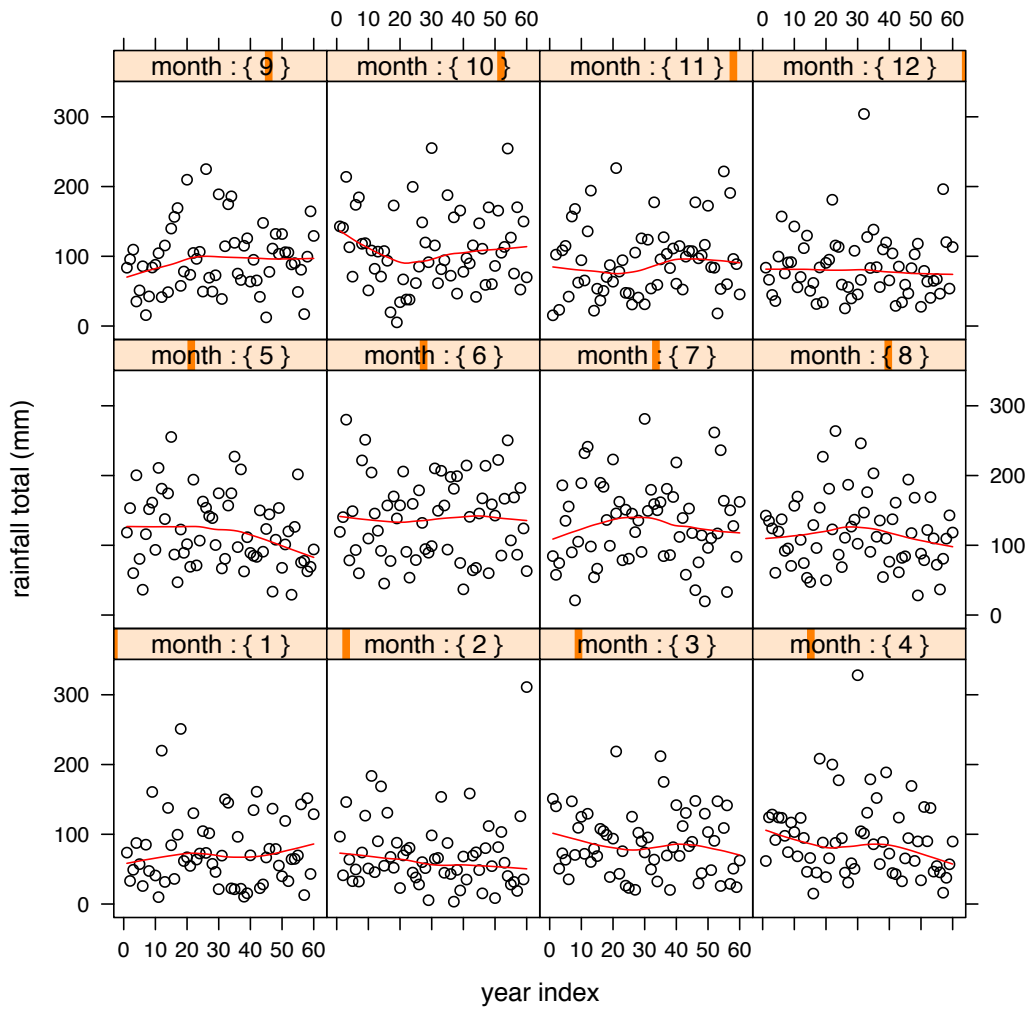 0 10 20 30 40 50 60 0 10 20 30 40 50 60
month : { 9 } month : { 10 } month : { 11 } month : { 12 }
300
200
100
0
month : { 5 } month : { 6 } month : { 7 } month : { 8 }
300
200
100
0
rainfall total (mm)
month : { 1 } month : { 2 } month : { 3 } month : { 4 }
300
200
100
0
0 10 20 30 40 50 60 0 10 20 30 40 50 60
year index